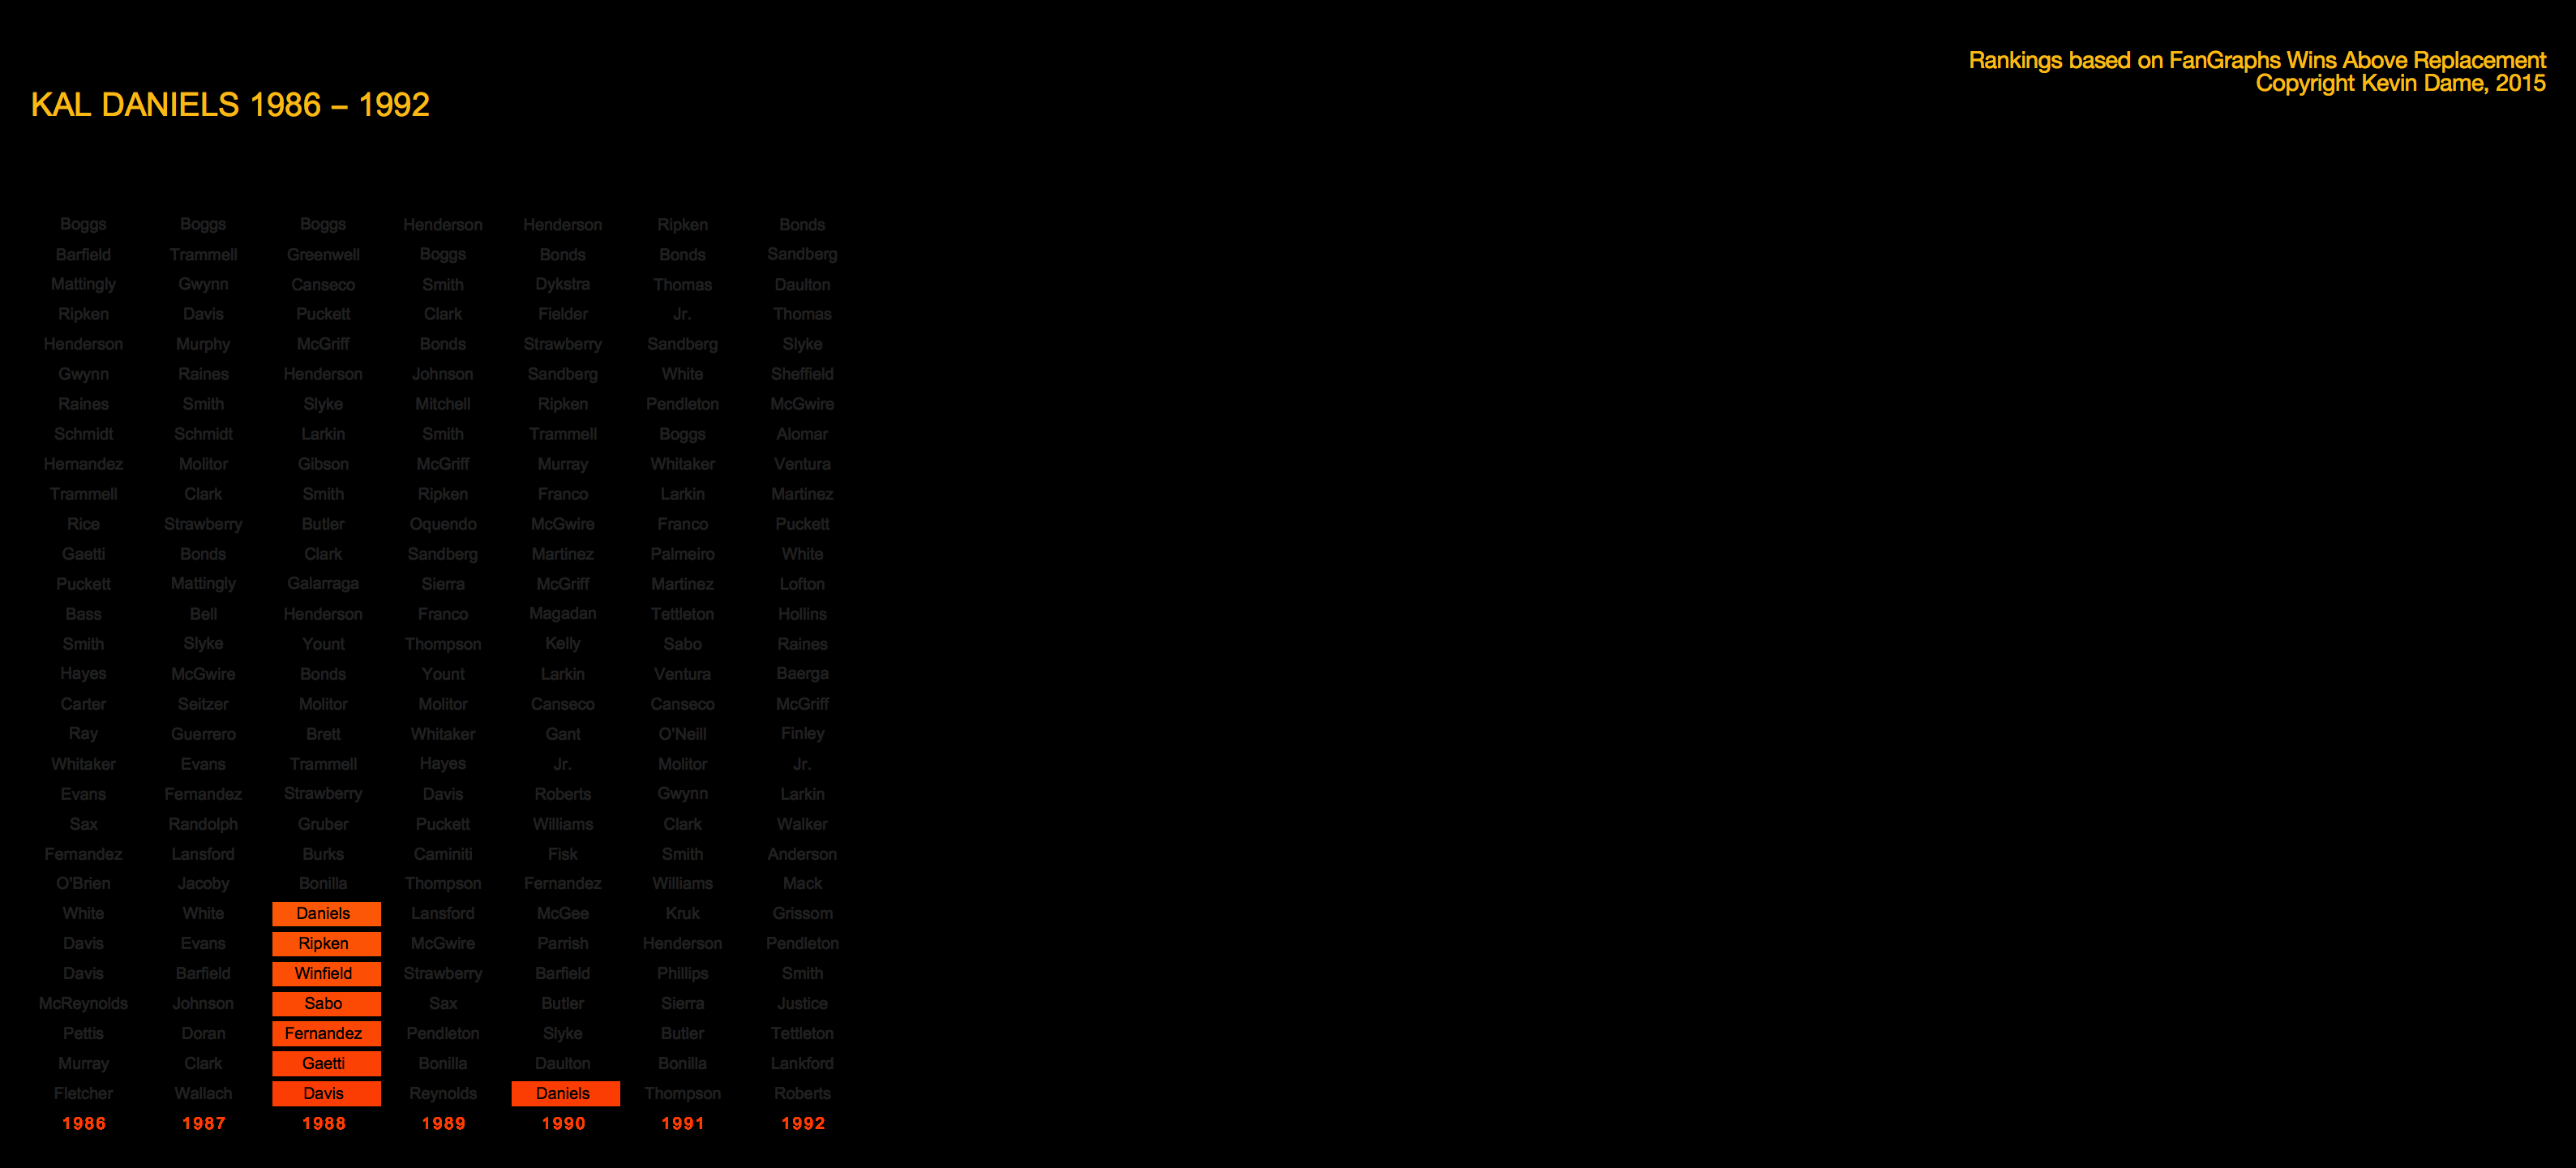 Rankings based on FanGraphs Wins Above Replacement
Copyright Kevin Dame, 2015
KAL DANIELS 1986 – 1992
Boggs Boggs Boggs Henderson Henderson Ripken Bonds
Barfield Trammell Greenwell Boggs Bonds Bonds Sandberg
Mattingly Gwynn Canseco Smith Dykstra Thomas Daulton
Ripken Davis Puckett Clark Fielder Jr. Thomas
Henderson Murphy McGriff Bonds Strawberry Sandberg Slyke
Gwynn Raines Henderson Johnson Sandberg White Sheffield
Raines Smith Slyke Mitchell Ripken Pendleton McGwire
Schmidt Schmidt Larkin Smith Trammell Boggs Alomar
Hernandez Molitor Gibson McGriff Murray Whitaker Ventura
Trammell Clark Smith Ripken Franco Larkin Martinez
Rice Strawberry Butler Oquendo McGwire Franco Puckett
Gaetti Bonds Clark Sandberg Martinez Palmeiro White
Puckett Mattingly Galarraga Sierra McGriff Martinez Lofton
Bass Bell Henderson Franco Magadan Tettleton Hollins
Smith Slyke Yount Thompson Kelly Sabo Raines
Hayes McGwire Bonds Yount Larkin Ventura Baerga
Carter Seitzer Molitor Molitor Canseco Canseco McGriff
Ray Guerrero Brett Whitaker Gant O'Neill Finley
Whitaker Evans Trammell Hayes Jr. Molitor Jr.
Evans Fernandez Strawberry Davis Roberts Gwynn Larkin
Sax Randolph Gruber Puckett Williams Clark Walker
Fernandez Lansford Burks Caminiti Fisk Smith Anderson
O'Brien Jacoby Bonilla Thompson Fernandez Williams Mack
White White Daniels Lansford McGee Kruk Grissom
Davis Evans Ripken McGwire Parrish Henderson Pendleton
Davis Barfield Winfield Strawberry Barfield Phillips Smith
McReynolds Johnson Sabo Sax Butler Sierra Justice
Pettis Doran Fernandez Pendleton Slyke Butler Tettleton
Murray Clark Gaetti Bonilla Daulton Bonilla Lankford
Fletcher Wallach Davis Reynolds Daniels Thompson Roberts
1986 1987 1988 1989 1990 1991 1992